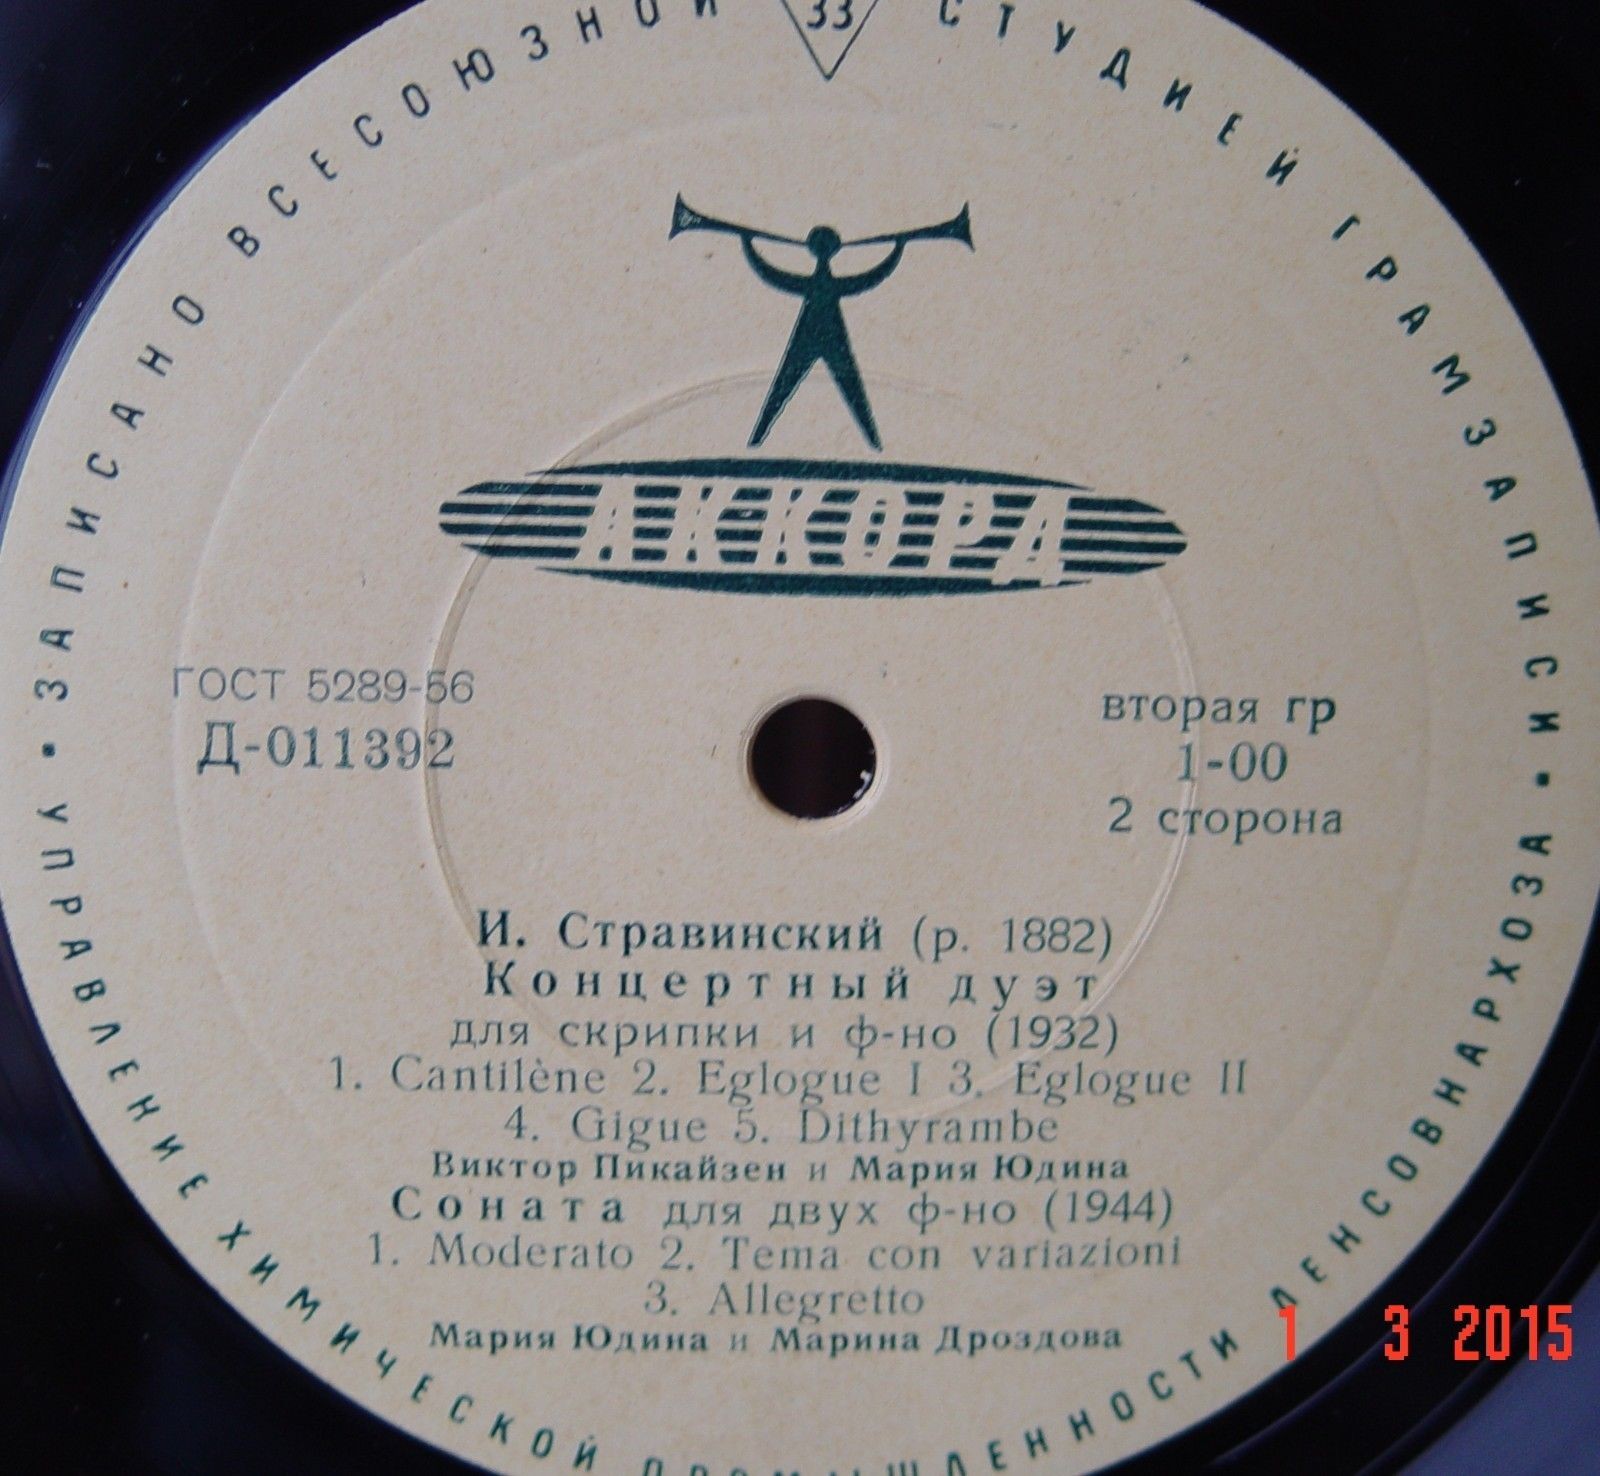 ЗАПИСАНО ВСЕСОЮЗНОЙ СТУДИЕЙ ГРАМЗАПИСИ
33
АККОРД
ГОСТ 5289-56
Д-011392
вторая гр
1-00
2 сторона
И. Стравинский (р. 1882)
Концертный дуэт
для скрипки и ф-но (1932)
1. Cantilène 2. Eglogue I 3. Eglogue II
4. Gigue 5. Dithyrambe
Виктор Пикайзен и Мария Юдина
Соната для двух ф-но (1944)
1. Moderato 2. Tema con variazioni
3. Allegretto
Мария Юдина и Марина Дроздова
УПРАВЛЕНИЕ ХИМИЧЕСКОЙ ПРОМЫШЛЕННОСТИ ЛЕНСОВНАРХОЗА
1 3 2015